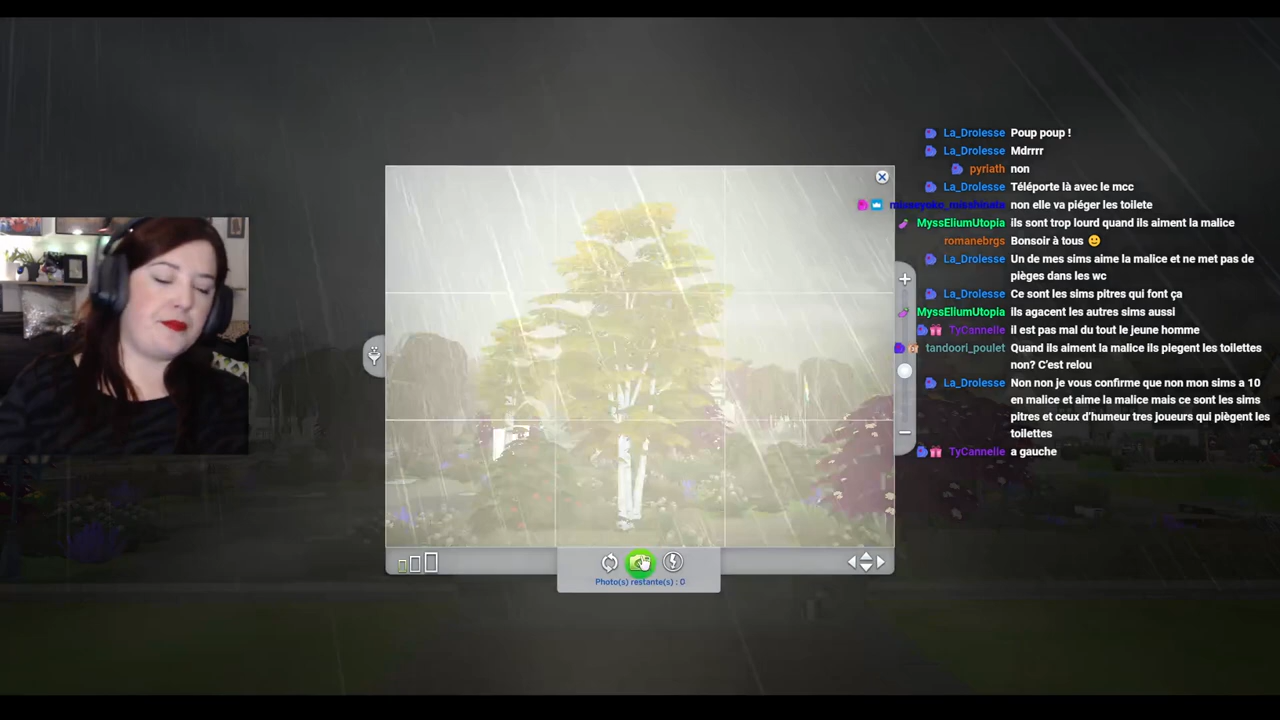 La_Drolesse Poup poup !
La_Drolesse Mdrrrr
pyriath non
La_Drolesse Téléporte là avec le mcc
non elle va piéger les toilete
MyssEliumUtopia ils sont trop lourd quand ils aiment la malice
romanebrgs Bonsoir à tous
La_Drolesse Un de mes sims aime la malice et ne met pas de
pièges dans les wc
La_Drolesse Ce sont les sims pitres qui font ça
MyssEliumUtopia ils agacent les autres sims aussi
TyCannelle il est pas mal du tout le jeune homme
tandoori_poulet Quand ils aiment la malice ils piegent les toilettes
non? C'est relou
La_Drolesse Non non je vous confirme que non mon sims a 10
en malice et aime la malice mais ce sont les sims
pitres et ceux d'humeur tres joueurs qui piègent les
toilettes
TyCannelle a gauche
Photo(s) restante(s) : 0